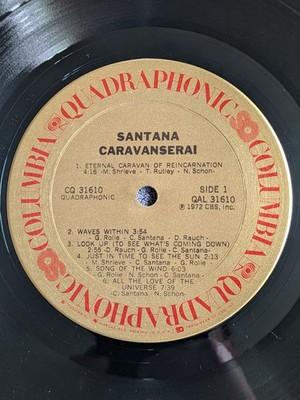 COLUMBIA QUADRAPHONIC SQ COLUMBIA QUADRAPHONIC SQ
SANTANA
CARAVANSERAI
1. ETERNAL CARAVAN OF REINCARNATION
4:16 -M. Shrieve - T. Rutley - N. Schon-
CQ 31610
QUADRAPHONIC
SIDE 1
QAL 31610
℗ 1972 CBS, Inc.
2. WAVES WITHIN 3:54
-G. Rolie - C. Santana - D. Rauch-
3. LOOK UP (TO SEE WHAT'S COMING DOWN)
2:55 -D. Rauch - G. Rolie - C. Santana-
4. JUST IN TIME TO SEE THE SUN 2:13
-M. Shrieve - G. Rolie - C. Santana-
5. SONG OF THE WIND 6:03
-G. Rolie - N. Schon - C. Santana-
6. ALL THE LOVE OF THE
UNIVERSE 7:39
-C. Santana - N. Schon-